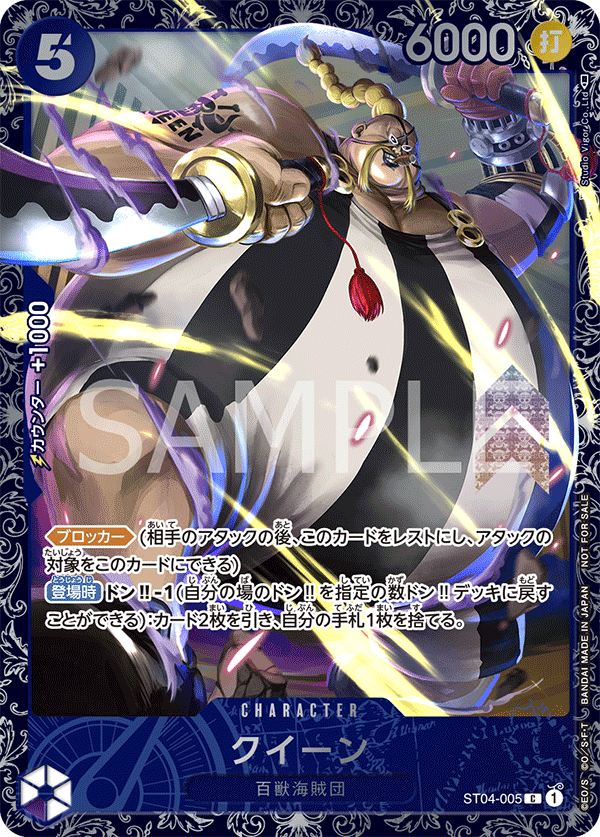 5
6000
打
QUEEN
Studio Vigor Co., Ltd.
カウンター +1000
SAMPLE
ブロッカー (相手のアタックの後、このカードをレストにし、アタックの
対象をこのカードにできる)
登場時 ドン‼-1(自分の場のドン‼を指定の数ドン‼デッキに戻す
ことができる):カード2枚を引き、自分の手札1枚を捨てる。
CHARACTER
クイーン
百獣海賊団
ST04-005 C 1
©E.O/S. ©O./S.,F.T BANDAI MADE IN JAPAN NOT FOR SALE